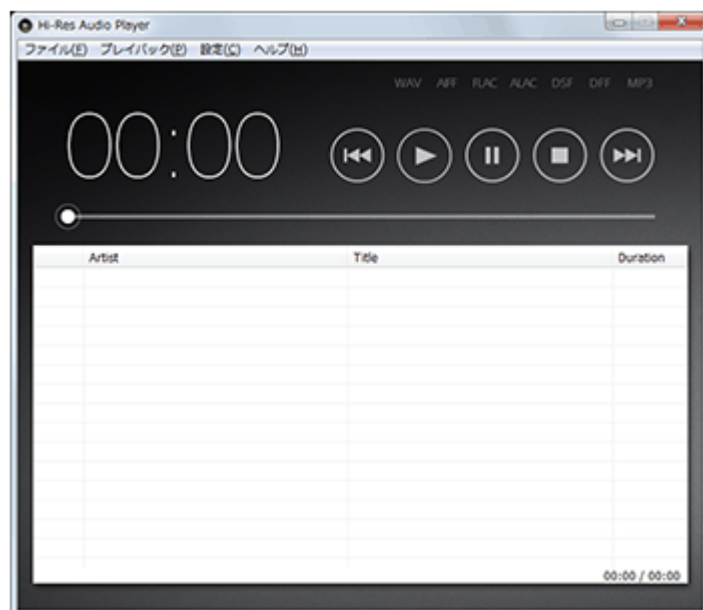 Hi-Res Audio Player
ファイル(F) プレイバック(P) 設定(C) ヘルプ(H)
WAV AIFF FLAC ALAC DSF DFF MP3
00:00
Artist Title Duration
00:00 / 00:00